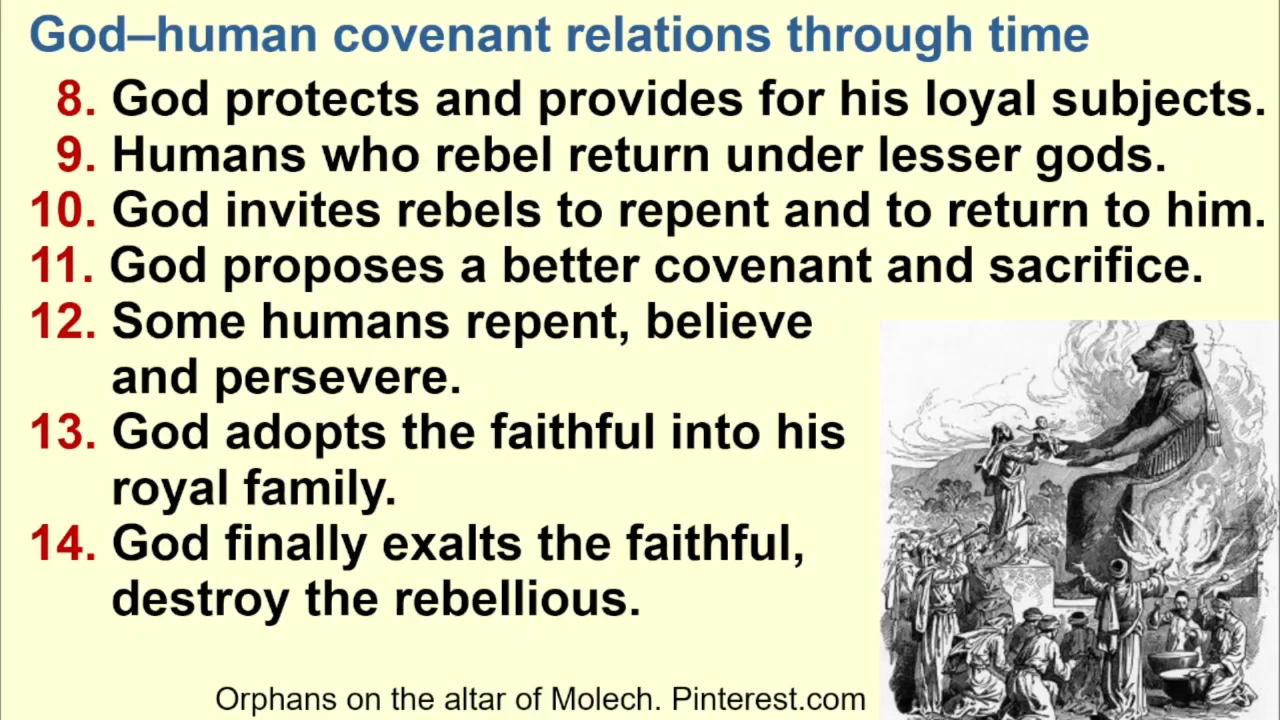 God–human covenant relations through time
8. God protects and provides for his loyal subjects.
9. Humans who rebel return under lesser gods.
10. God invites rebels to repent and to return to him.
11. God proposes a better covenant and sacrifice.
12. Some humans repent, believe
and persevere.
13. God adopts the faithful into his
royal family.
14. God finally exalts the faithful,
destroy the rebellious.
Orphans on the altar of Molech. Pinterest.com